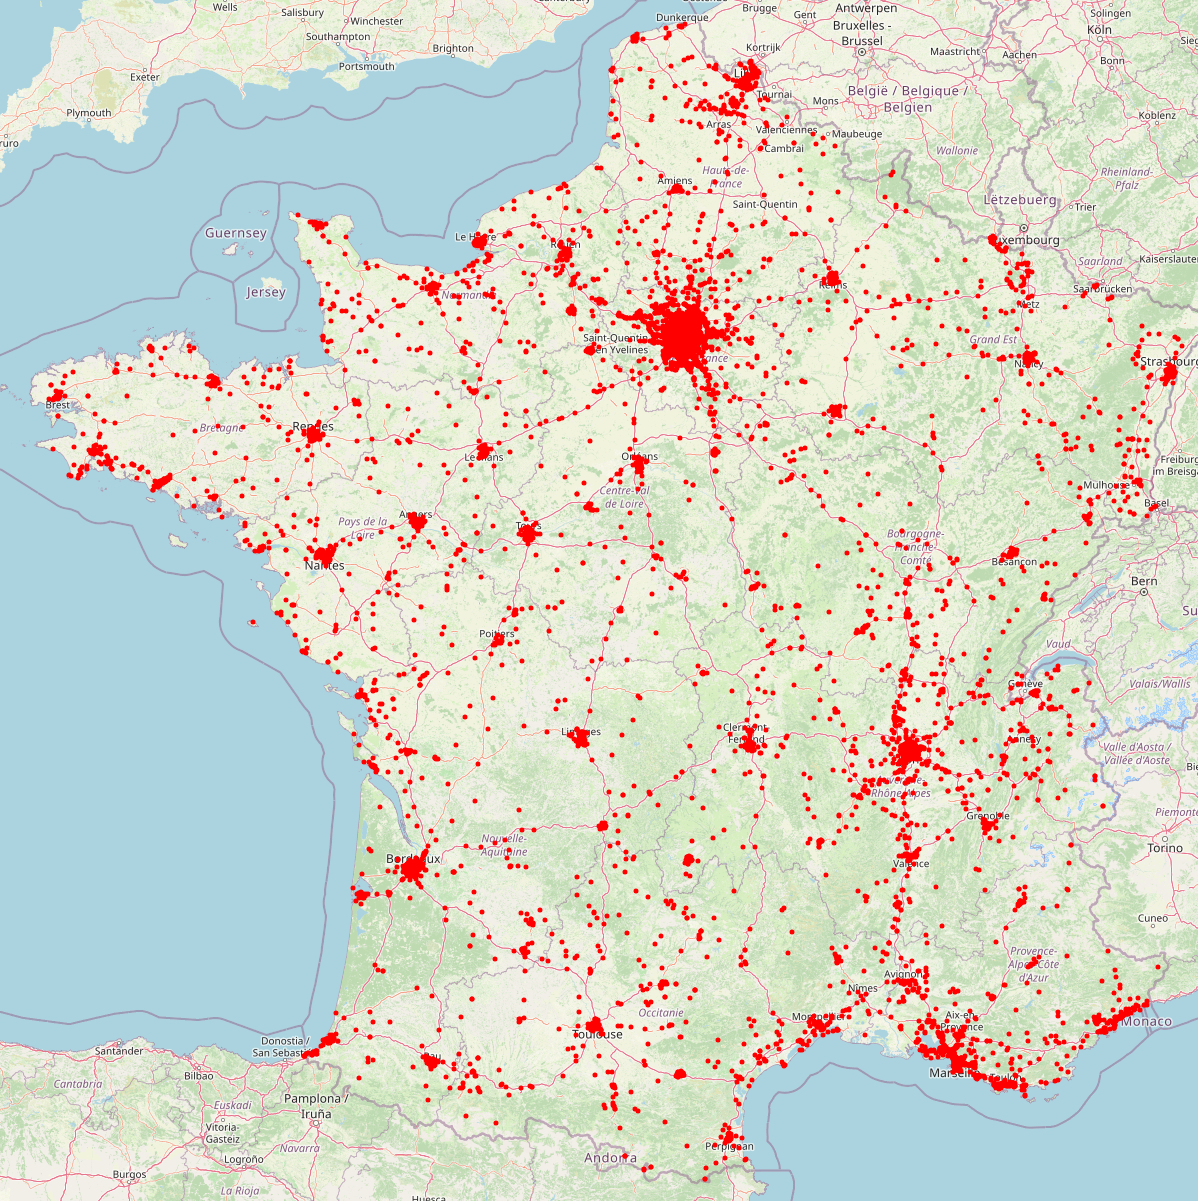 Wells
Salisbury
Winchester
Southampton
Brighton
Portsmouth
Exeter
Plymouth
Dunkerque
Brugge
Gent
Antwerpen
Bruxelles -
Brussel
Kortrijk
Maastricht
Aachen
Solingen
Köln
Bonn
Tournai
Mons
België / Belgique /
Belgien
Koblenz
Arras
Valenciennes
Maubeuge
Cambrai
Wallonie
Hauts-de-
France
Amiens
Saint-Quentin
Rheinland-
Pfalz
Lëtzebuerg
Trier
Guernsey
Jersey
Le Havre
Rouen
Reims
Saarland
Saarbrücken
Kaiserslautern
Metz
Normandie
Saint-Quentin
en Yvelines
Grand Est
Nancy
Strasbourg
Brest
Bretagne
Rennes
Le Mans
Orléans
Centre-Val
de Loire
Freiburg
im Breisgau
Mulhouse
Basel
Pays de la
Loire
Angers
Tours
Nantes
Bourgogne-
Franche-
Comté
Besançon
Bern
Poitiers
Vaud
Genève
Valais/Wallis
Limoges
Clermont-
Ferrand
Annecy
Valle d'Aosta /
Vallée d'Aoste
Rhône-Alpes
Grenoble
Piemonte
Torino
Nouvelle-
Aquitaine
Bordeaux
Valence
Cuneo
Provence-
Alpes-Côte
d'Azur
Avignon
Nîmes
Montpellier
Aix-en-
Provence
Occitanie
Toulouse
Monaco
Marseille
Toulon
Santander
Donostia /
San Sebastián
Bilbao
Cantabria
Pau
Pamplona /
Iruña
Euskadi
Vitoria-
Gasteiz
Navarra
Logroño
Burgos
La Rioja
Perpignan
Andorra
Huesca